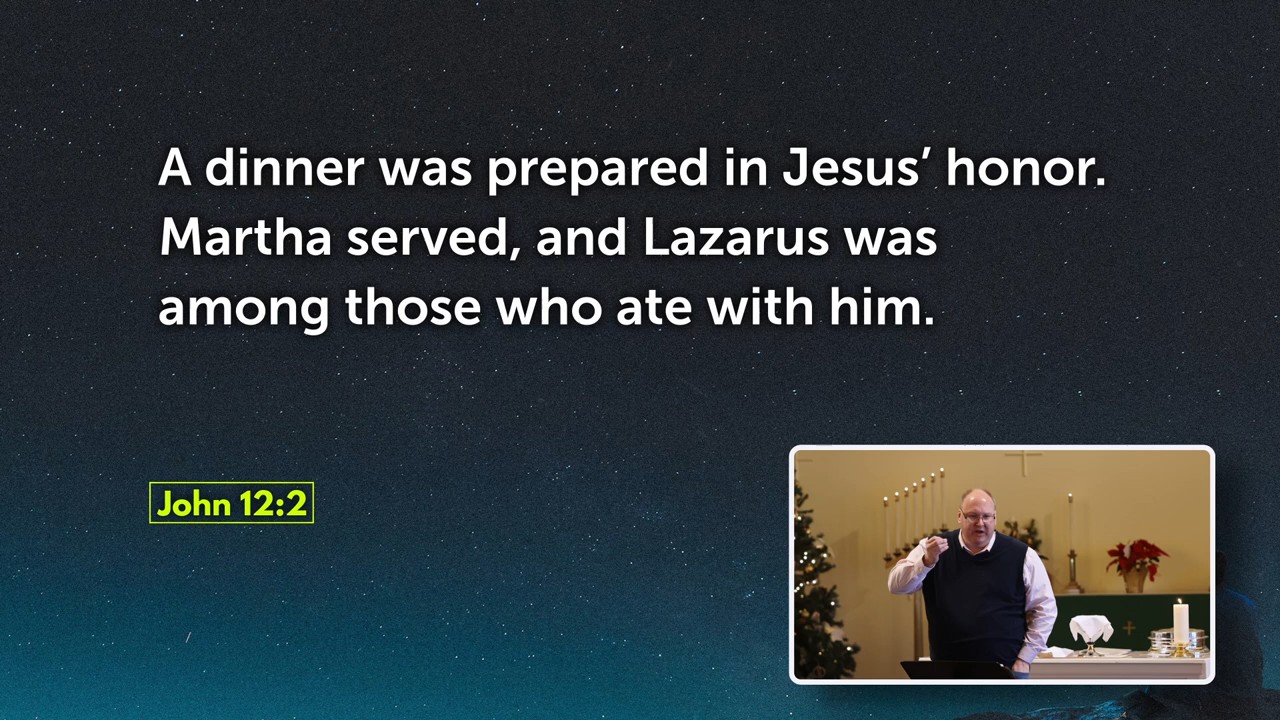 A dinner was prepared in Jesus’ honor.
Martha served, and Lazarus was
among those who ate with him.
John 12:2